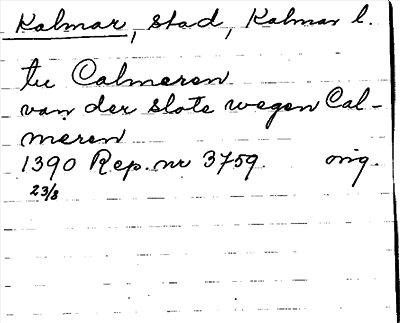 Kalmar, stad, Kalmar l.
tu Calmeren
van der slote wegen Cal-
meren
1390 Rep. nr 3759. orig.
23/8